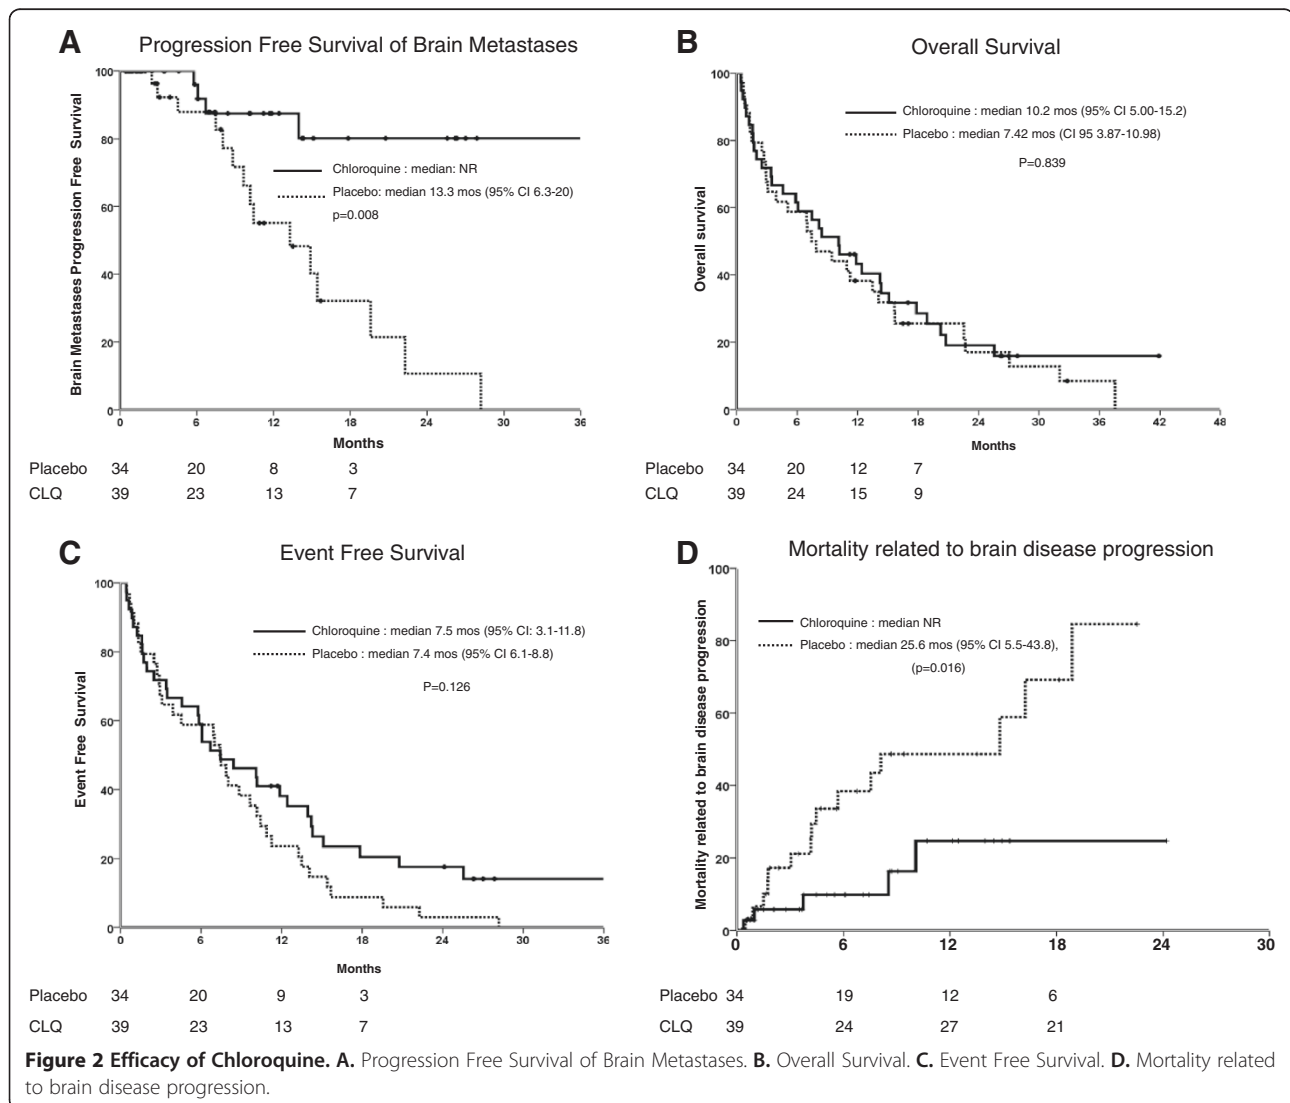 A
Progression Free Survival of Brain Metastases
Brain Metastases Progression Free Survival
100
80
60
40
20
0
Chloroquine : median: NR
Placebo: median 13.3 mos (95% CI 6.3-20)
p=0.008
0 6 12 18 24 30 36
Months
Placebo 34 20 8 3
CLQ 39 23 13 7
B
Overall Survival
Overall survival
100
80
60
40
20
0
Chloroquine : median 10.2 mos (95% CI 5.00-15.2)
Placebo : median 7.42 mos (CI 95 3.87-10.98)
P=0.839
0 6 12 18 24 30 36 42 48
Months
Placebo 34 20 12 7
CLQ 39 24 15 9
C
Event Free Survival
Event Free Survival
100
80
60
40
20
0
Chloroquine : median 7.5 mos (95% CI: 3.1-11.8)
Placebo : median 7.4 mos (95% CI 6.1-8.8)
P=0.126
0 6 12 18 24 30 36
Months
Placebo 34 20 9 3
CLQ 39 23 13 7
D
Mortality related to brain disease progression
Mortality related to brain disease progression
100
80
60
40
20
0
Chloroquine : median NR
Placebo : median 25.6 mos (95% CI 5.5-43.8),
(p=0.016)
0 6 12 18 24 30
Placebo 34 19 12 6
CLQ 39 24 27 21
Figure 2 Efficacy of Chloroquine. A. Progression Free Survival of Brain Metastases. B. Overall Survival. C. Event Free Survival. D. Mortality related
to brain disease progression.